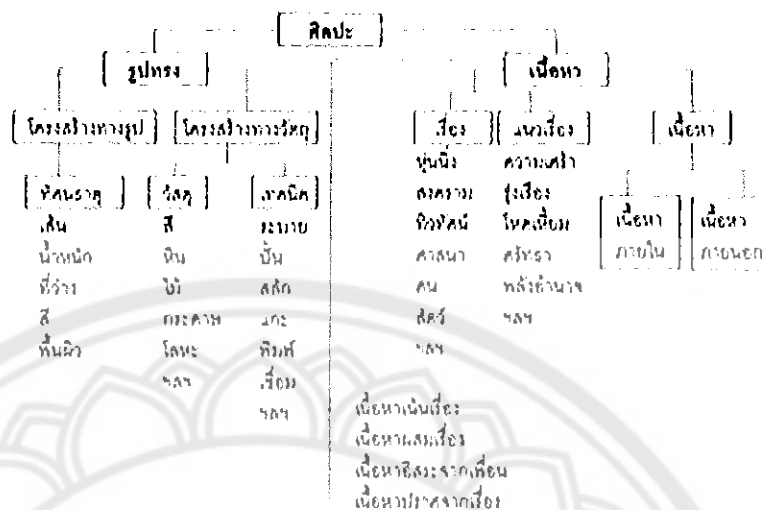 ศิลปะ
รูปทรง
เนื้อหา
โครงสร้างทางรูป
โครงสร้างทางวัตถุ
เรื่อง
แนวเรื่อง
เนื้อหา
หุ่นนิ่ง
ความเศร้า
สงคราม
รุ่งเรือง
ทิวทัศน์
โหดเหี้ยม
ศาสนา
ศรัทธา
คน
พลังอำนาจ
สัตว์
ฯลฯ
ฯลฯ
เนื้อหา
ภายใน
เนื้อหา
ภายนอก
ทัศนธาตุ
วัสดุ
เทคนิค
เส้น
สี
ระบาย
น้ำหนัก
หิน
ปั้น
ที่ว่าง
ไม้
สลัก
สี
กระดาษ
แกะ
พื้นผิว
โลหะ
พิมพ์
ฯลฯ
เชื่อม
ฯลฯ
เนื้อหาเน้นเรื่อง
เนื้อหาผสมเรื่อง
เนื้อหาอิสระจากเพื่อน
เนื้อหาปราศจากเรื่อง